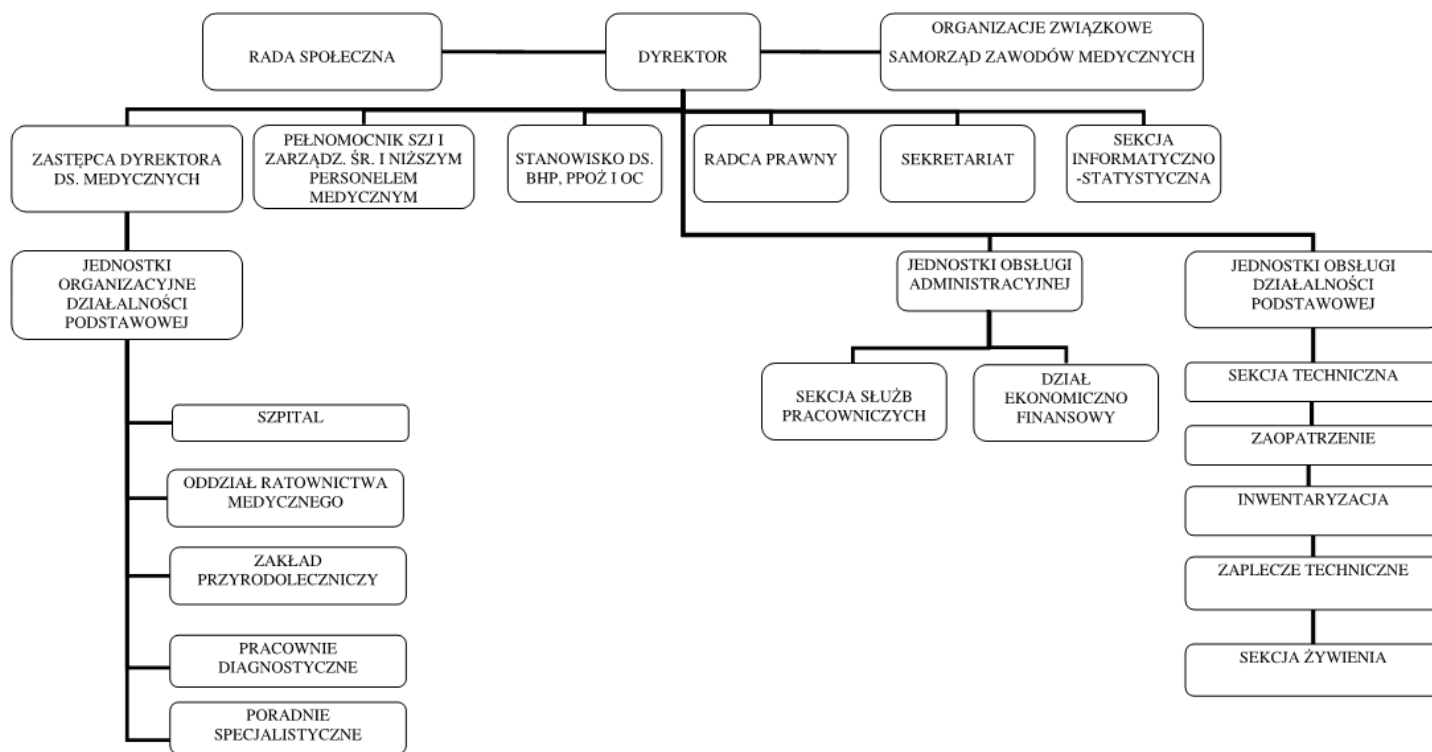 RADA SPOŁECZNA
DYREKTOR
ORGANIZACJE ZWIĄZKOWE
SAMORZĄD ZAWODÓW MEDYCZNYCH
ZASTĘPCA DYREKTORA
DS. MEDYCZNYCH
PEŁNOMOCNIK SZJ I
ZARZĄDZ. ŚR. I NIŻSZYM
PERSONELEM
MEDYCZNYM
STANOWISKO DS.
BHP, PPOŻ I OC
RADCA PRAWNY
SEKRETARIAT
SEKCJA
INFORMATYCZNO
-STATYSTYCZNA
JEDNOSTKI
ORGANIZACYJNE
DZIAŁALNOŚCI
PODSTAWOWEJ
JEDNOSTKI OBSŁUGI
ADMINISTRACYJNEJ
JEDNOSTKI OBSŁUGI
DZIAŁALNOŚCI
PODSTAWOWEJ
SEKCJA SŁUŻB
PRACOWNICZYCH
DZIAŁ
EKONOMICZNO
FINANSOWY
SEKCJA TECHNICZNA
ZAOPATRZENIE
INWENTARYZACJA
ZAPLECZE TECHNICZNE
SEKCJA ŻYWIENIA
SZPITAL
ODDZIAŁ RATOWNICTWA
MEDYCZNEGO
ZAKŁAD
PRZYRODOLECZNICZY
PRACOWNIE
DIAGNOSTYCZNE
PORADNIE
SPECJALISTYCZNE